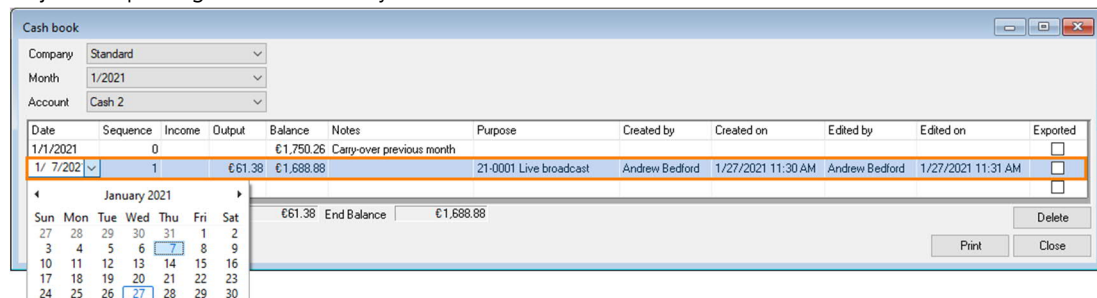 Cash book
Company Standard
Month 1/2021
Account Cash 2
Date Sequence Income Output Balance Notes Purpose Created by Created on Edited by Edited on Exported
1/1/2021 0 €1,750.26 Carry-over previous month
1/ 7/202 1 €61.38 €1,688.88 21-0001 Live broadcast Andrew Bedford 1/27/2021 11:30 AM Andrew Bedford 1/27/2021 11:31 AM
January 2021
€61.38 End Balance €1,688.88 Delete
Sun Mon Tue Wed Thu Fri Sat
27 28 29 30 31 1 2
3 4 5 6 7 8 9
Print Close
10 11 12 13 14 15 16
17 18 19 20 21 22 23
24 25 26 27 28 29 30